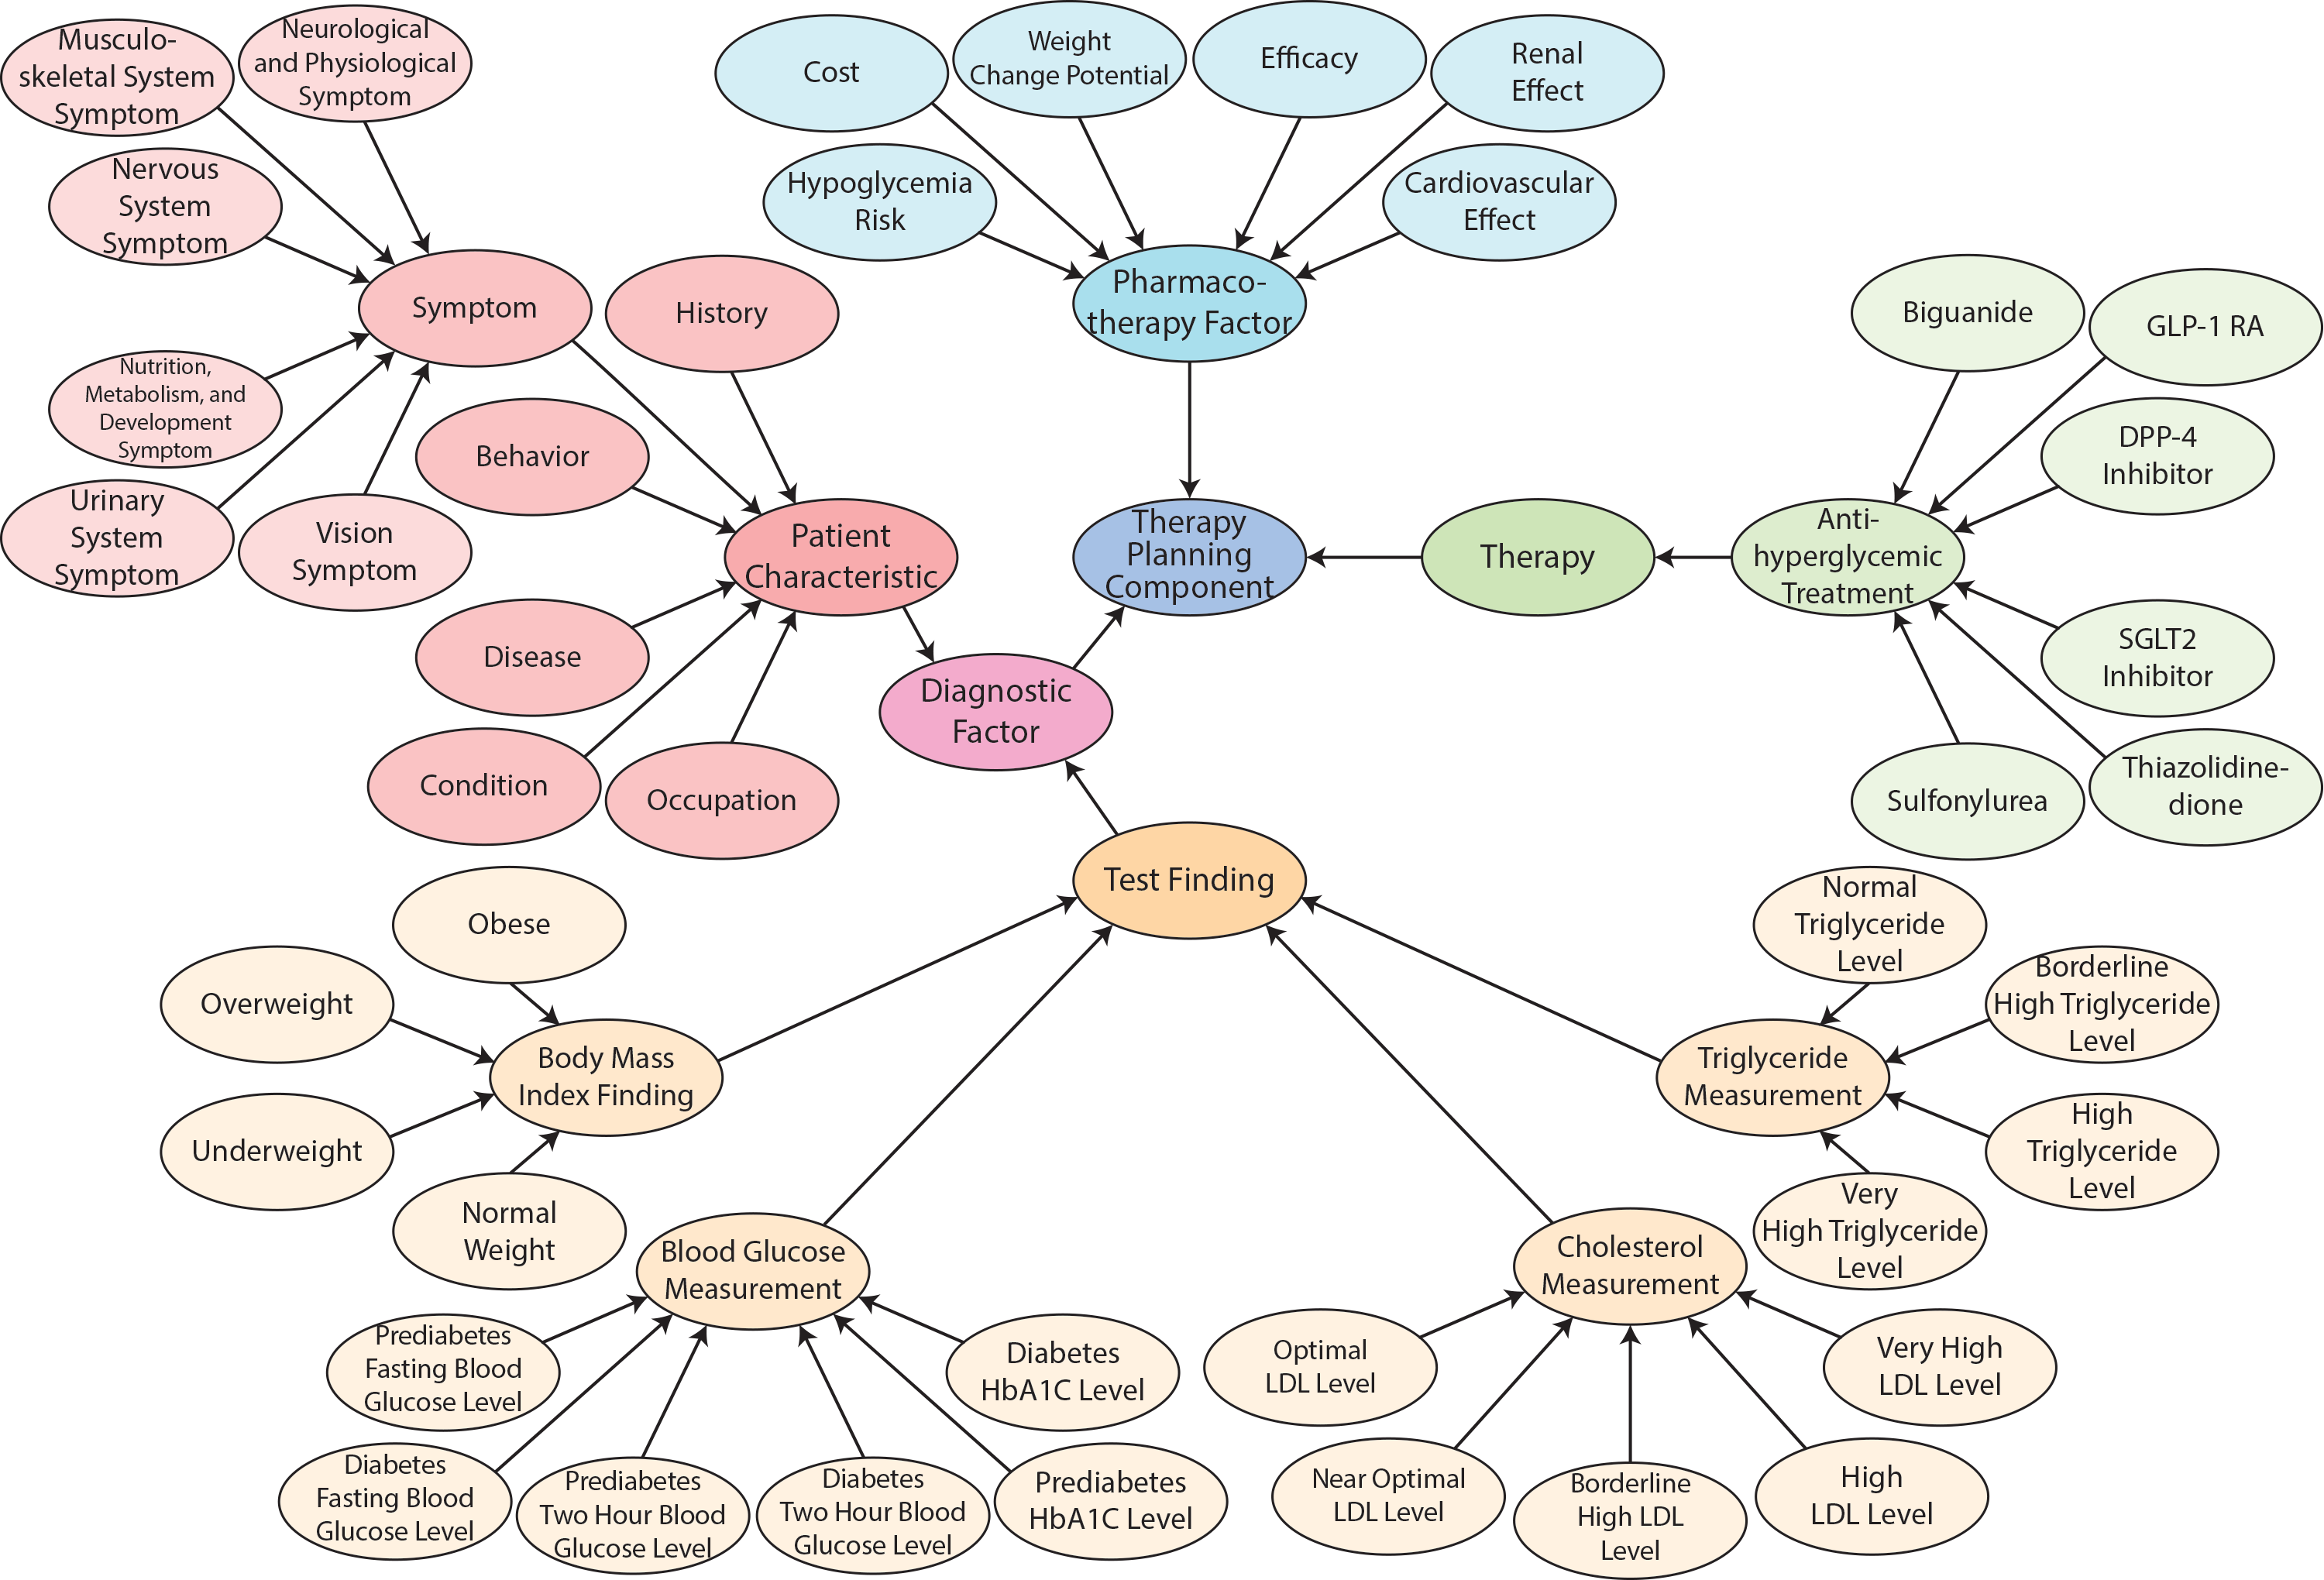 Musculo-
skeletal System
Symptom
Neurological
and Physiological
Symptom
Nervous
System
Symptom
Symptom
Nutrition,
Metabolism, and
Development
Symptom
Urinary
System
Symptom
Vision
Symptom
History
Behavior
Patient
Characteristic
Disease
Condition
Occupation
Cost
Weight
Change Potential
Efficacy
Renal
Effect
Hypoglycemia
Risk
Cardiovascular
Effect
Pharmaco-
therapy Factor
Therapy
Planning
Component
Therapy
Anti-
hyperglycemic
Treatment
Biguanide
GLP-1 RA
DPP-4
Inhibitor
SGLT2
Inhibitor
Thiazolidine-
dione
Sulfonylurea
Diagnostic
Factor
Test Finding
Obese
Overweight
Body Mass
Index Finding
Underweight
Normal
Weight
Blood Glucose
Measurement
Prediabetes
Fasting Blood
Glucose Level
Diabetes
Fasting Blood
Glucose Level
Prediabetes
Two Hour Blood
Glucose Level
Diabetes
Two Hour Blood
Glucose Level
Prediabetes
HbA1C Level
Diabetes
HbA1C Level
Normal
Triglyceride
Level
Borderline
High Triglyceride
Level
Triglyceride
Measurement
High
Triglyceride
Level
Very
High Triglyceride
Level
Cholesterol
Measurement
Optimal
LDL Level
Near Optimal
LDL Level
Borderline
High LDL
Level
High
LDL Level
Very High
LDL Level